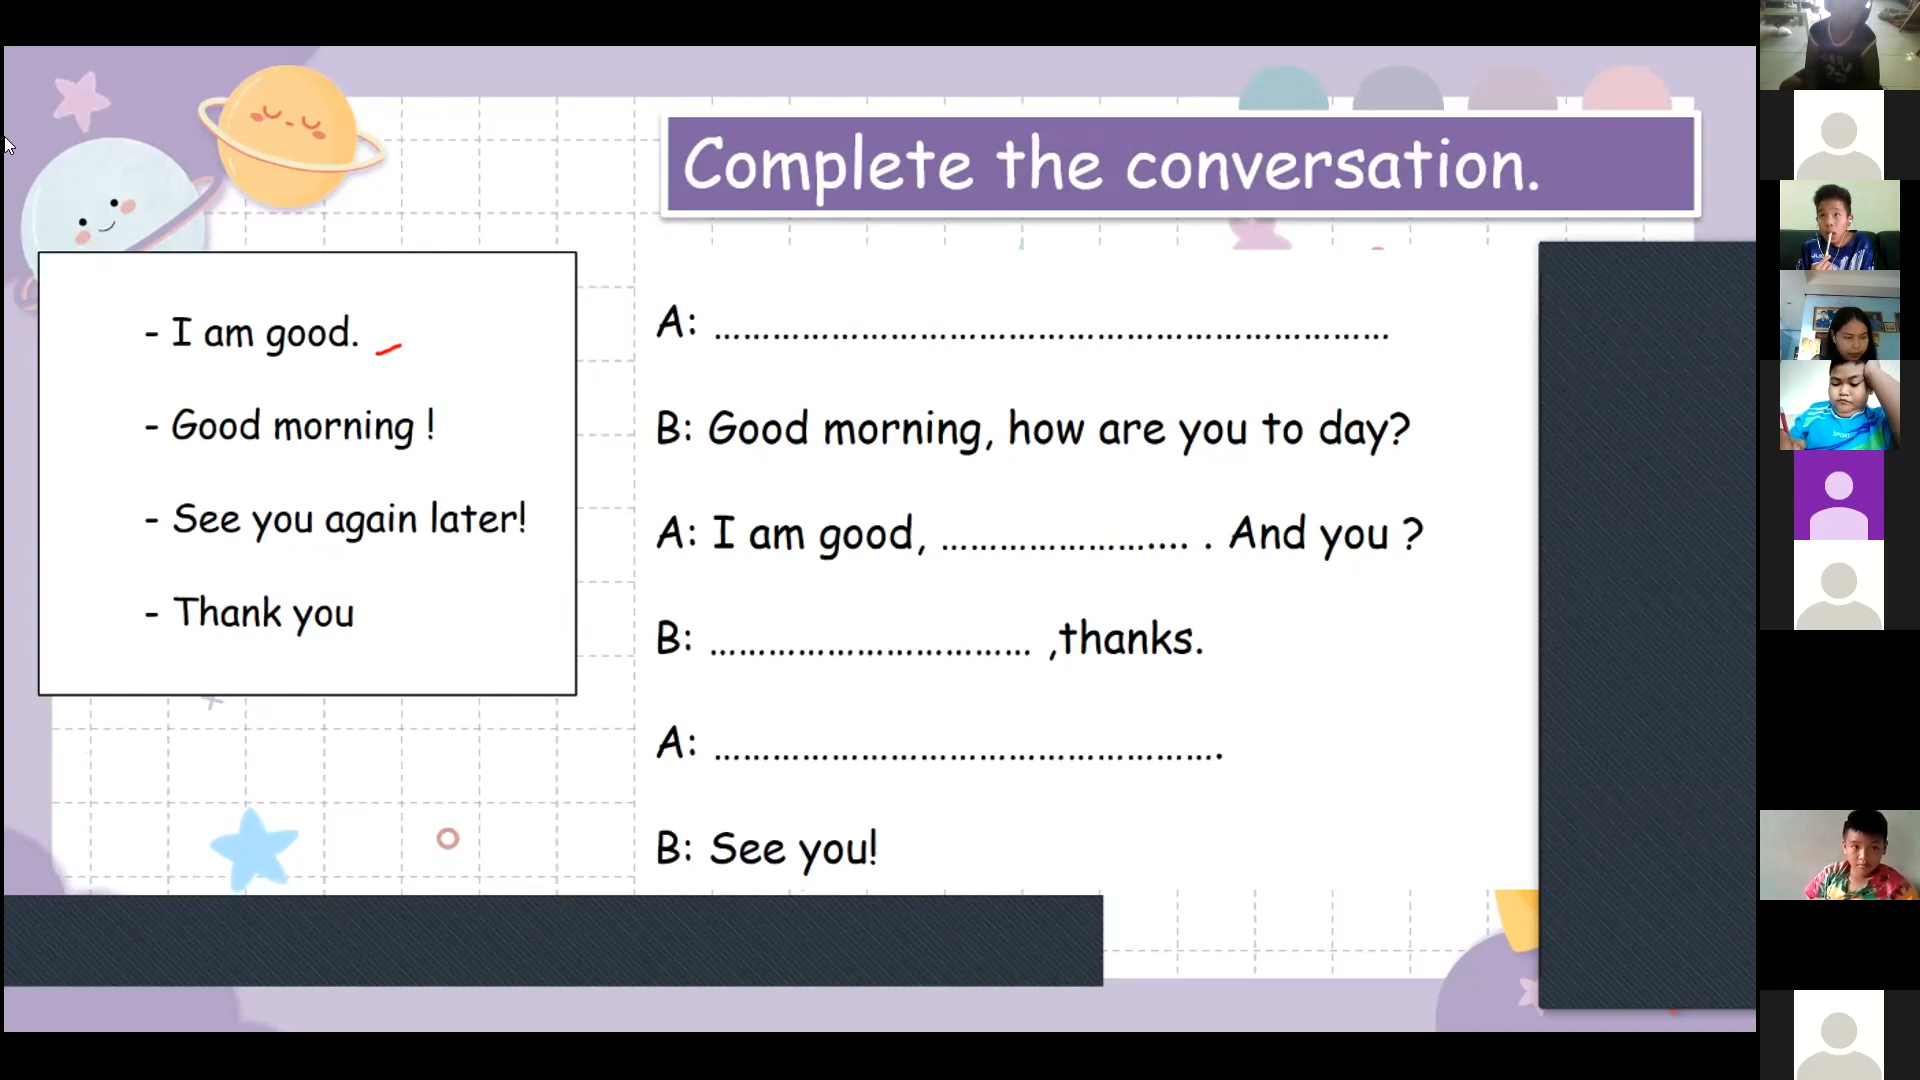 Complete the conversation.
- I am good.
- Good morning !
- See you again later!
- Thank you
A: ..............................................................
B: Good morning, how are you to day?
A: I am good, ......................... . And you ?
B: ................................ ,thanks.
A: ..................................................
B: See you!